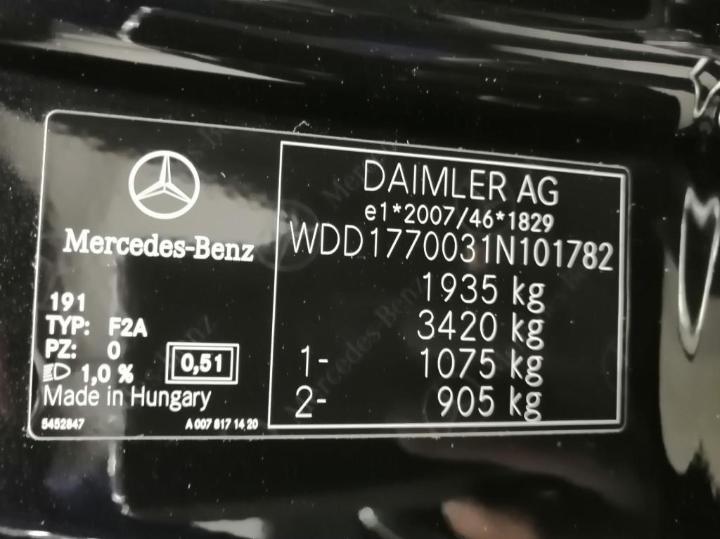 Mercedes-Benz
191
TYP: F2A
PZ: 0
1,0 %
0,51
Made in Hungary
5452847
A 007 817 14 20
DAIMLER AG
e1*2007/46*1829
WDD1770031N101782
1935 kg
3420 kg
1- 1075 kg
2- 905 kg